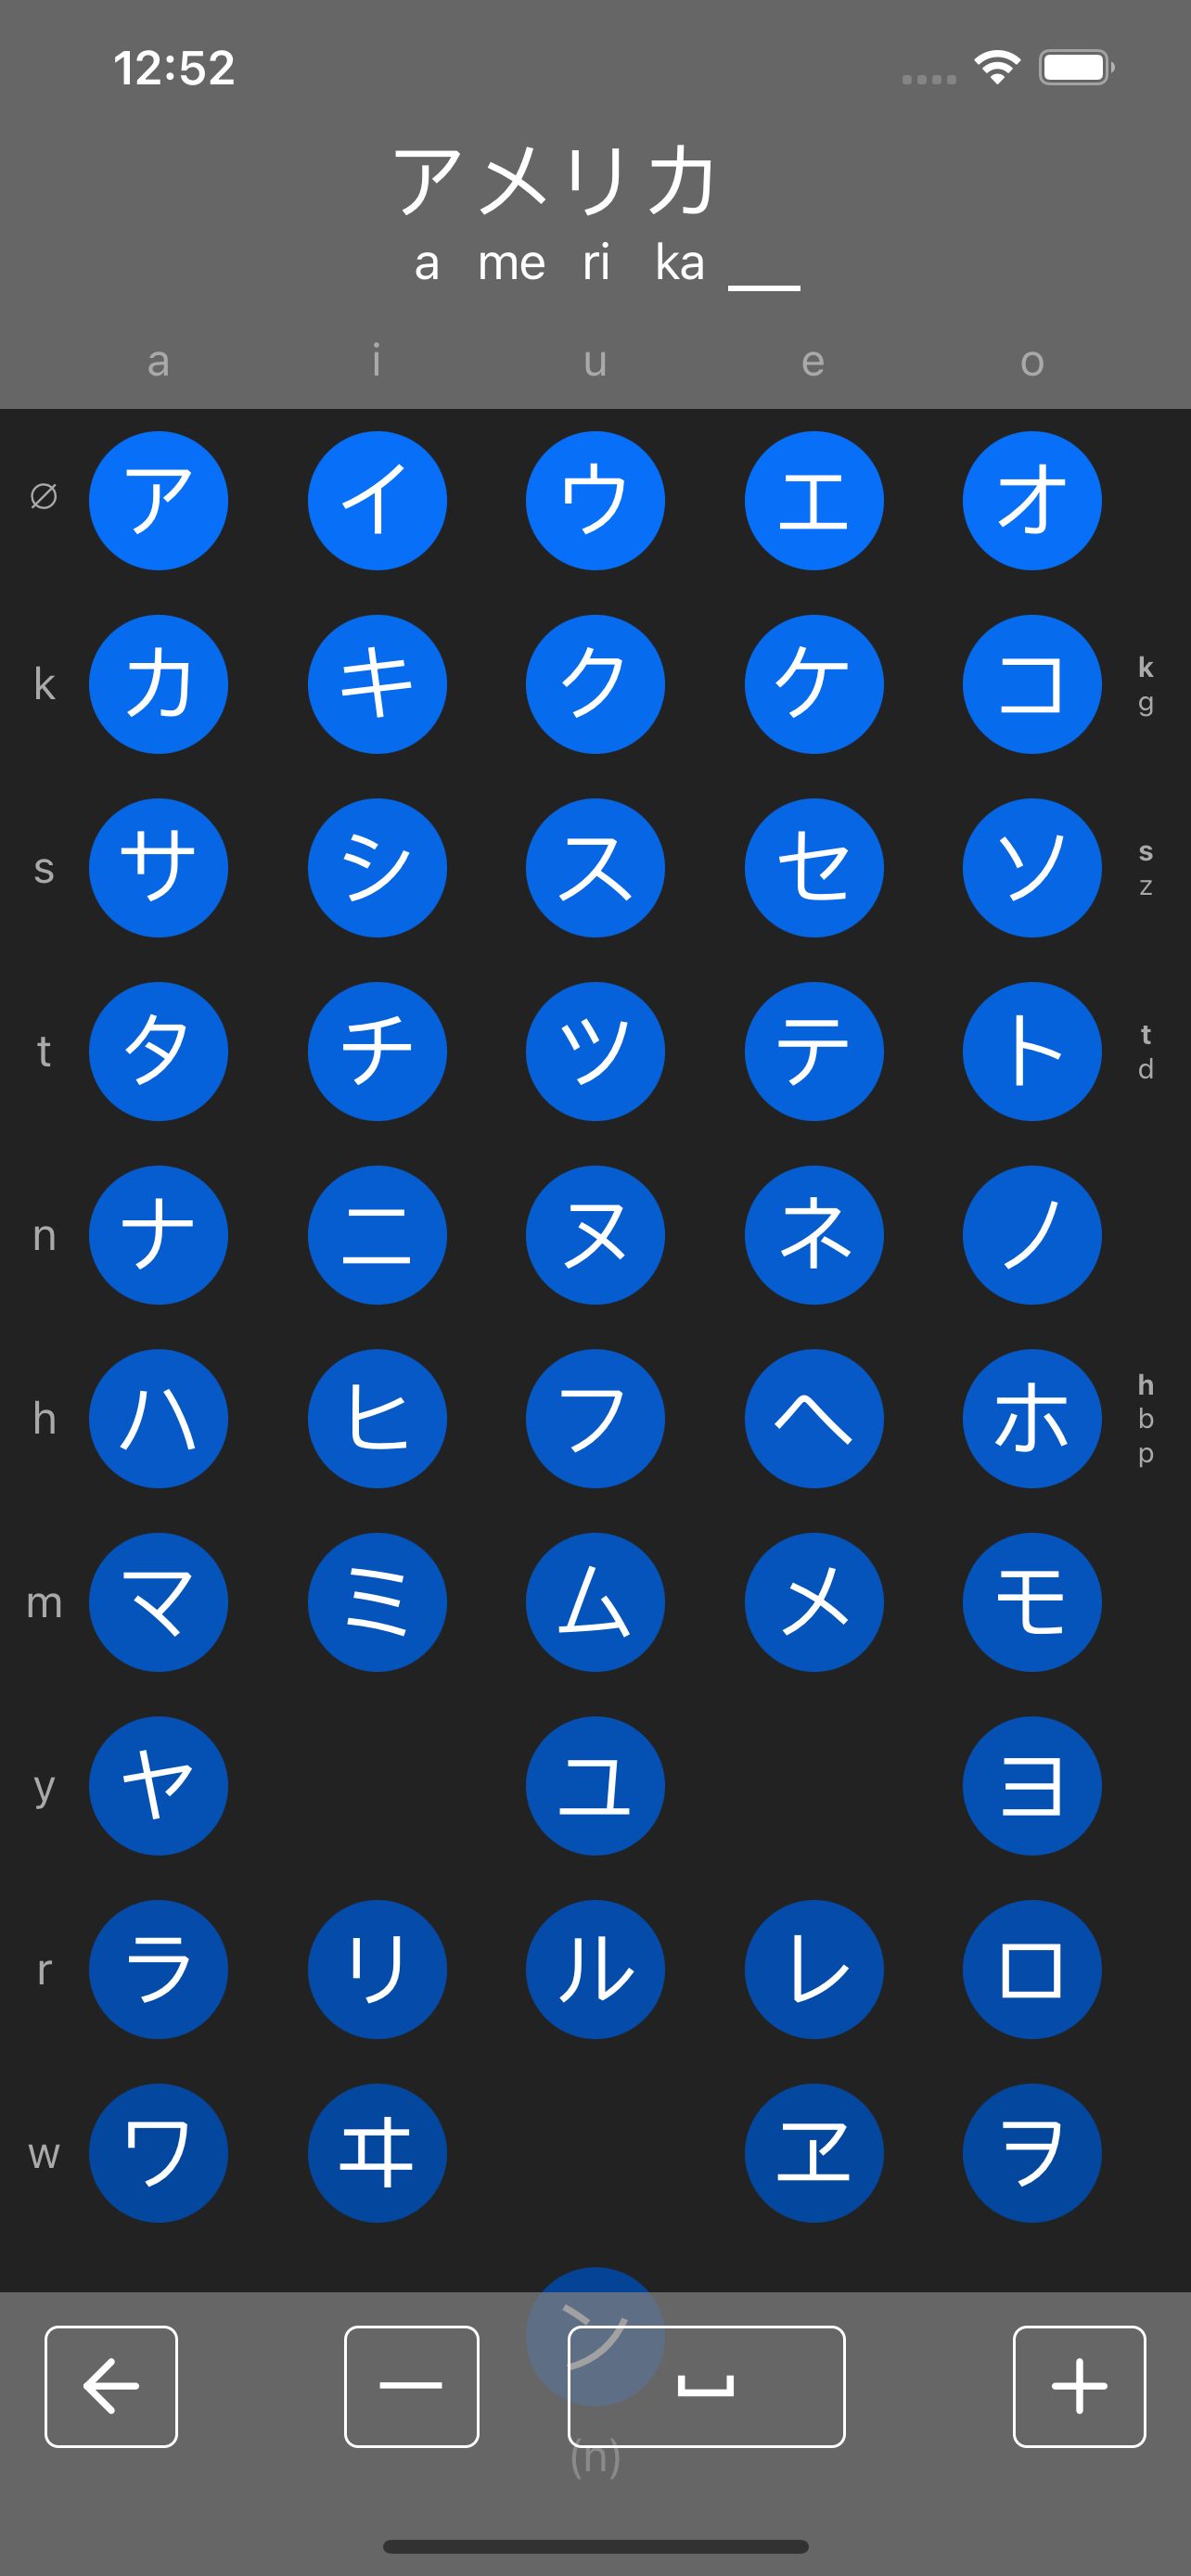 12:52
アメリカ
a me ri ka
a i u e o
∅ ア イ ウ エ オ
k カ キ ク ケ コ k
g
s サ シ ス セ ソ s
z
t タ チ ツ テ ト t
d
n ナ ニ ヌ ネ ノ
h ハ ヒ フ ヘ ホ h
b
p
m マ ミ ム メ モ
y ヤ ユ ヨ
r ラ リ ル レ ロ
w ワ ヰ ヱ ヲ
ン
(n)